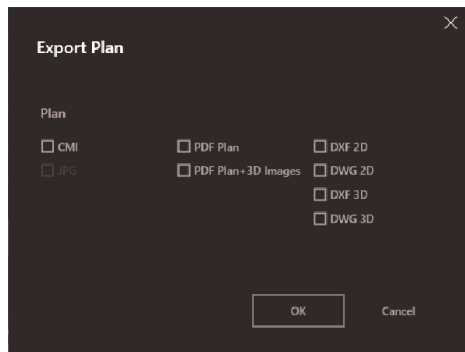 Export Plan
Plan
CMI
PDF Plan
DXF 2D
JPG
PDF Plan+3D Images
DWG 2D
DXF 3D
DWG 3D
OK
Cancel